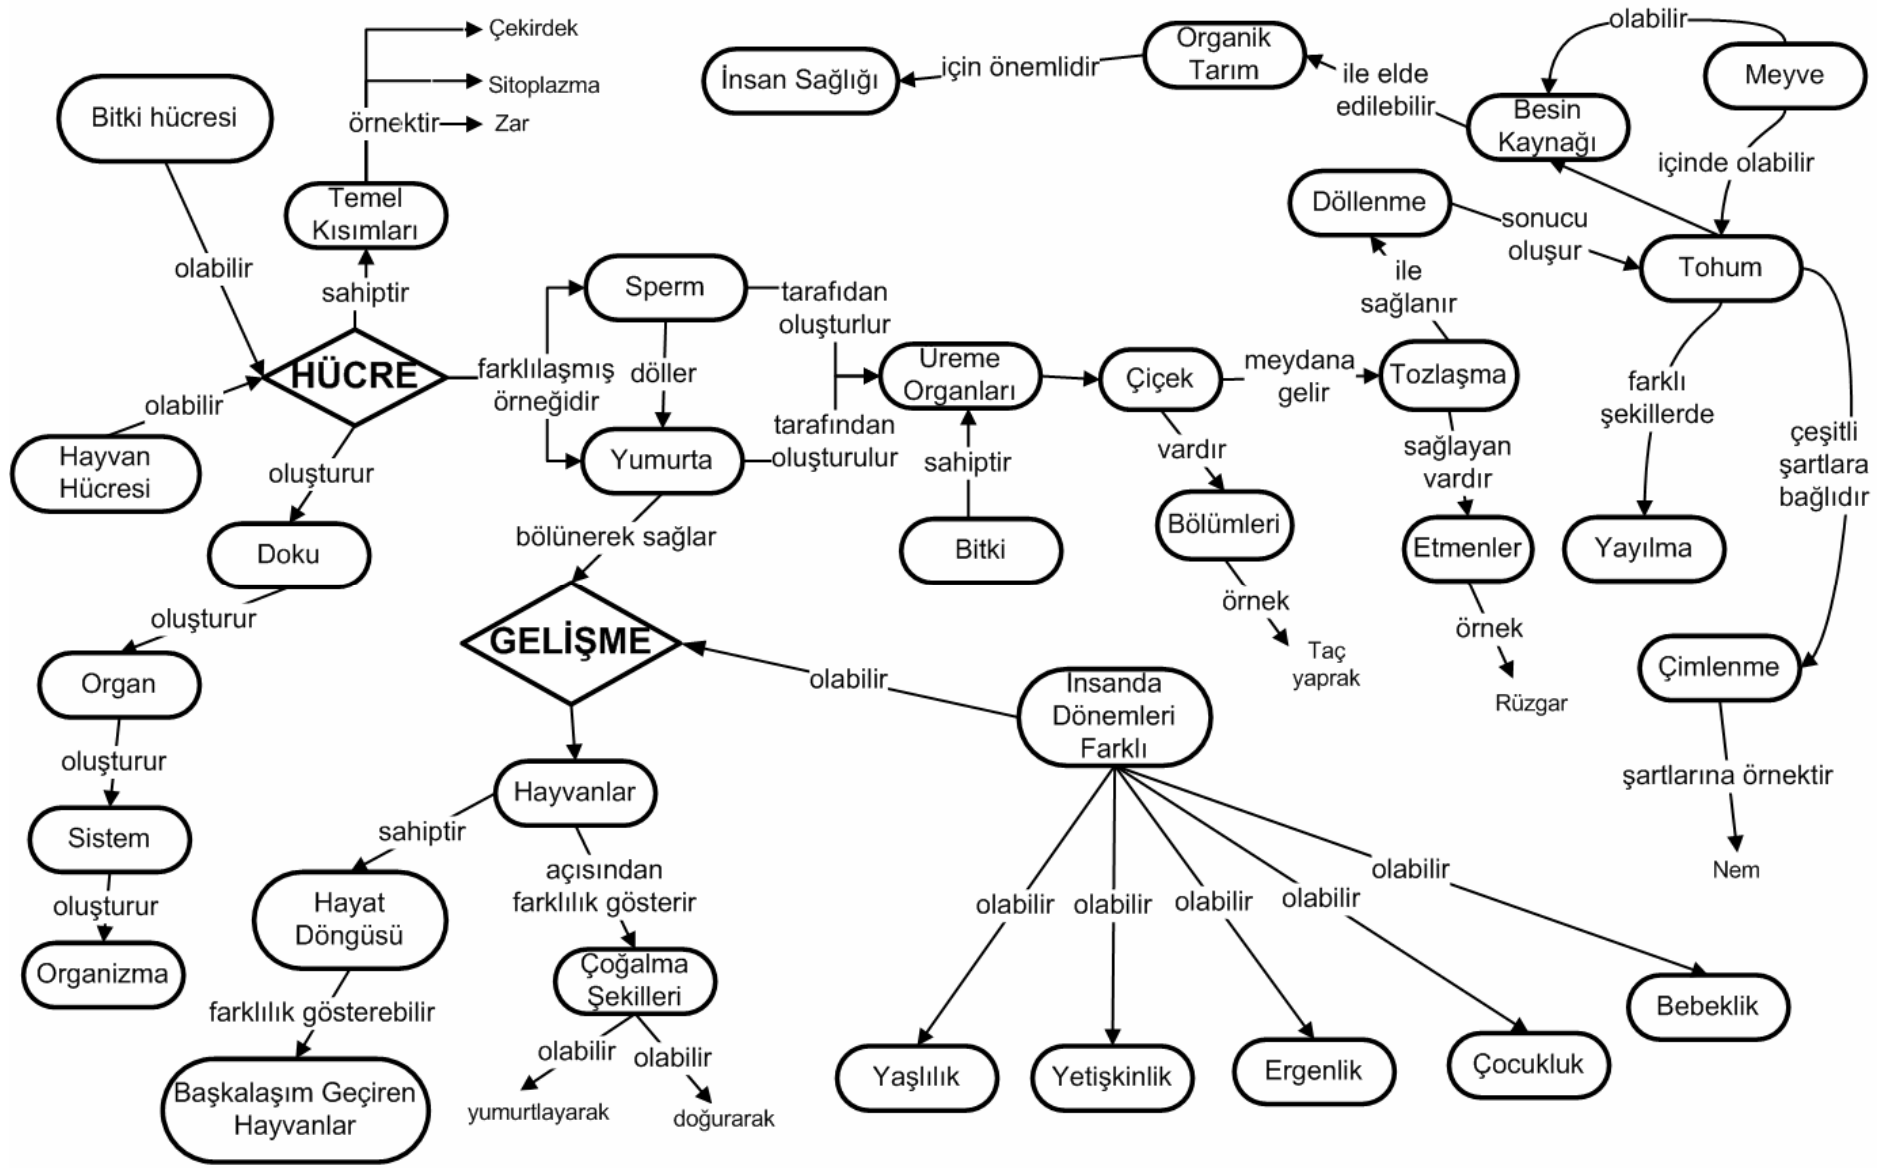 Çekirdek
Sitoplazma
örnektir
Zar
Bitki hücresi
Temel
Kısımları
olabilir
sahiptir
HÜCRE
olabilir
Hayvan
Hücresi
oluşturur
Doku
oluşturur
Organ
oluşturur
Sistem
oluşturur
Organizma
farklılaşmış
örneğidir
Sperm
döller
Yumurta
tarafıdan
oluşturlur
tarafından
oluşturulur
Ureme
Organları
sahiptir
Bitki
Çiçek
vardır
Bölümleri
örnek
Taç
yaprak
meydana
gelir
Tozlaşma
sağlayan
vardır
Etmenler
örnek
Rüzgar
ile
sağlanır
Döllenme
sonucu
oluşur
Tohum
Meyve
olabilir
içinde olabilir
Besin
Kaynağı
ile elde
edilebilir
Organik
Tarım
için önemlidir
İnsan Sağlığı
farklı
şekillerde
Yayılma
çeşitli
şartlara
bağlıdır
Çimlenme
şartlarına örnektir
Nem
bölünerek sağlar
GELİŞME
olabilir
Insanda
Dönemleri
Farklı
olabilir
Yaşlılık
olabilir
Yetişkinlik
olabilir
Ergenlik
olabilir
Çocukluk
olabilir
Bebeklik
Hayvanlar
sahiptir
Hayat
Döngüsü
farklılık gösterebilir
Başkalaşım Geçiren
Hayvanlar
açısından
farklılık gösterir
Çoğalma
Şekilleri
olabilir
yumurtlayarak
olabilir
doğurarak